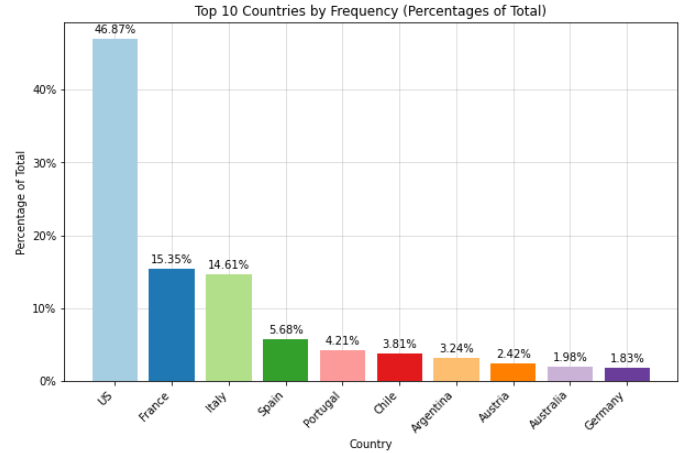 Top 10 Countries by Frequency (Percentages of Total)
46.87%
40%
30%
20%
10%
0%
Percentage of Total
15.35%
14.61%
5.68%
4.21%
3.81%
3.24%
2.42%
1.98%
1.83%
US
France
Italy
Spain
Portugal
Chile
Argentina
Austria
Australia
Germany
Country